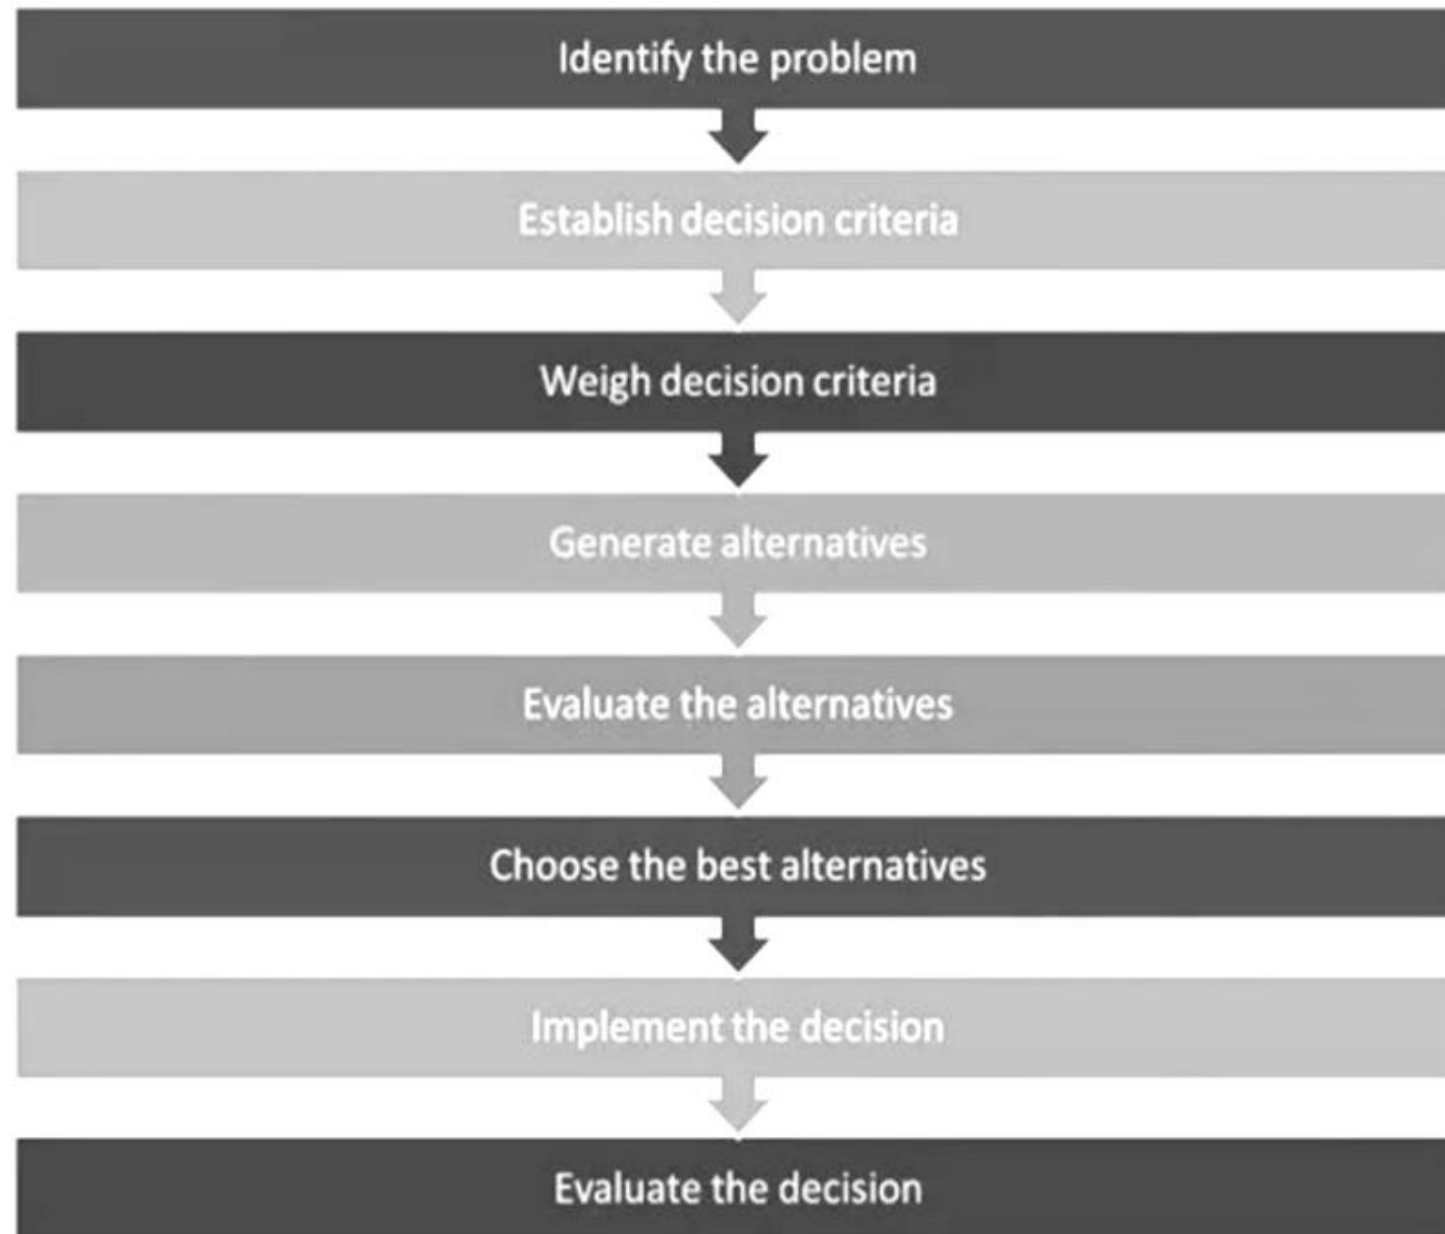 Identify the problem
Establish decision criteria
Weigh decision criteria
Generate alternatives
Evaluate the alternatives
Choose the best alternatives
Implement the decision
Evaluate the decision